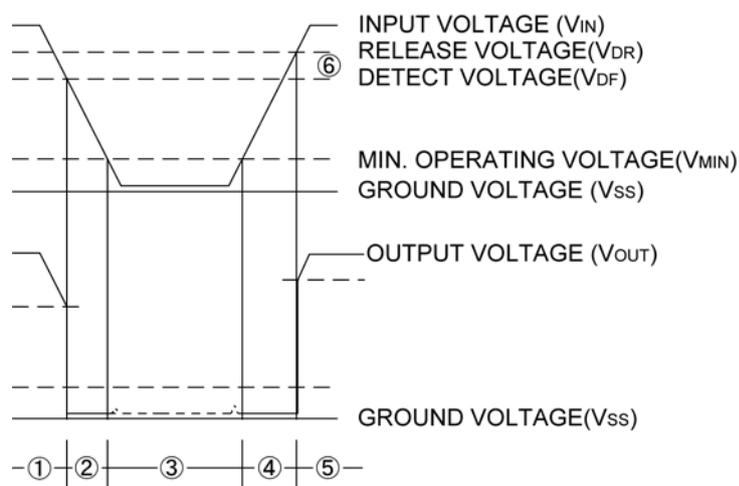 INPUT VOLTAGE (VIN)
RELEASE VOLTAGE(VDR)
⑥
DETECT VOLTAGE(VDF)
MIN. OPERATING VOLTAGE(VMIN)
GROUND VOLTAGE (VSS)
OUTPUT VOLTAGE (VOUT)
GROUND VOLTAGE(VSS)
① ② ③ ④ ⑤